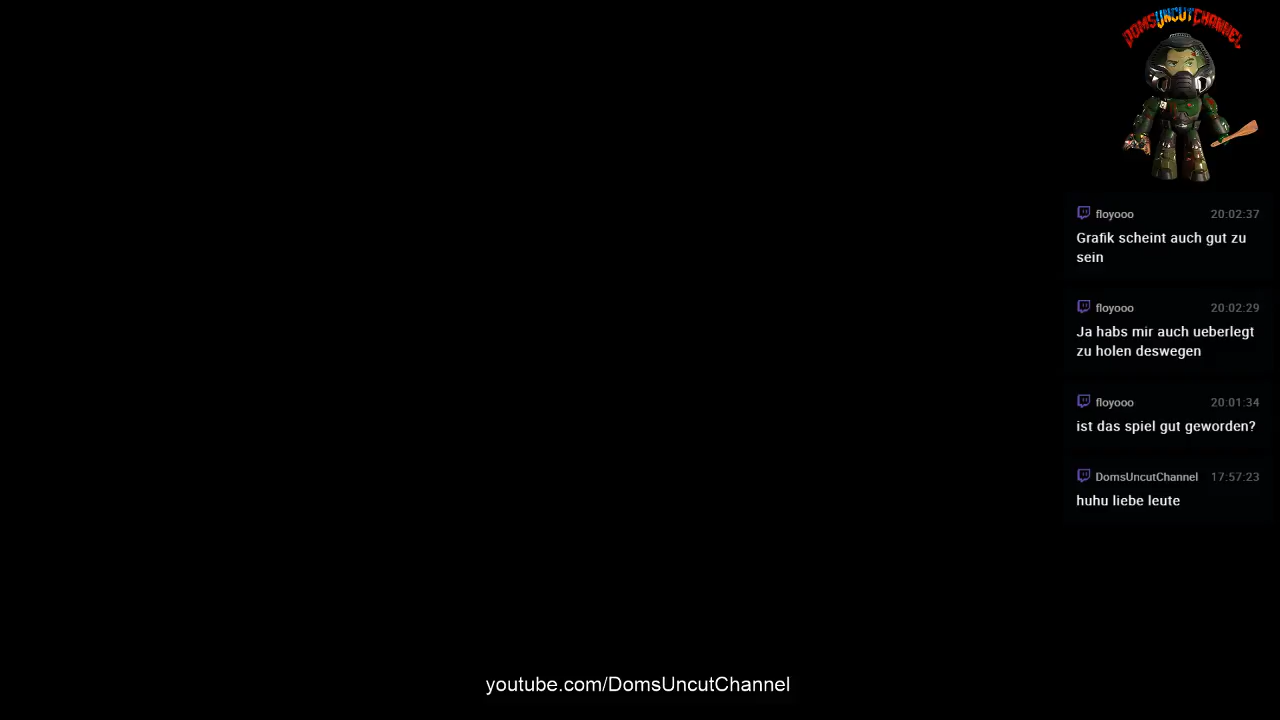 DOMSUNCUTCHANNEL
floyooo 20:02:37
Grafik scheint auch gut zu
sein
floyooo 20:02:29
Ja habs mir auch ueberlegt
zu holen deswegen
floyooo 20:01:34
ist das spiel gut geworden?
DomsUncutChannel 17:57:23
huhu liebe leute
youtube.com/DomsUncutChannel